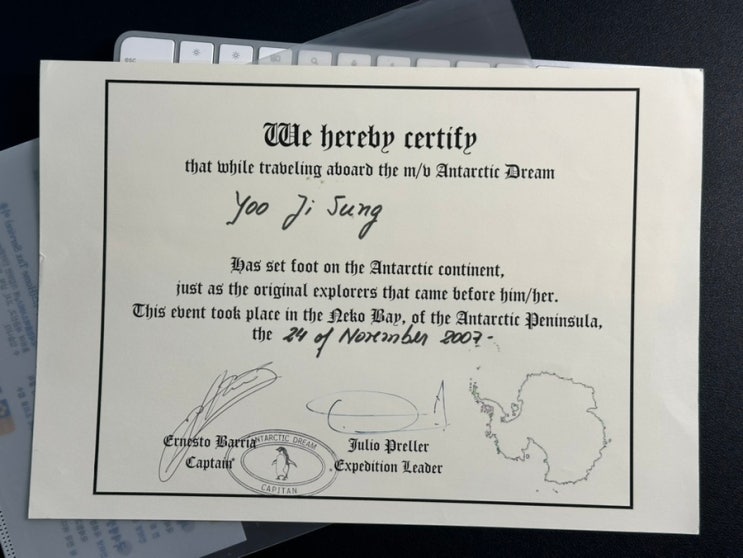 esc
We hereby certify
that while traveling aboard the m/v Antarctic Dream
Yoo Ji Sung
Has set foot on the Antarctic continent,
just as the original explorers that came before him/her.
This event took place in the Neko Bay, of the Antarctic Peninsula,
the 24 of November 2007-
Ernesto Barria
Captain
ANTARCTIC DREAM
CAPITAN
Julio Preller
Expedition Leader